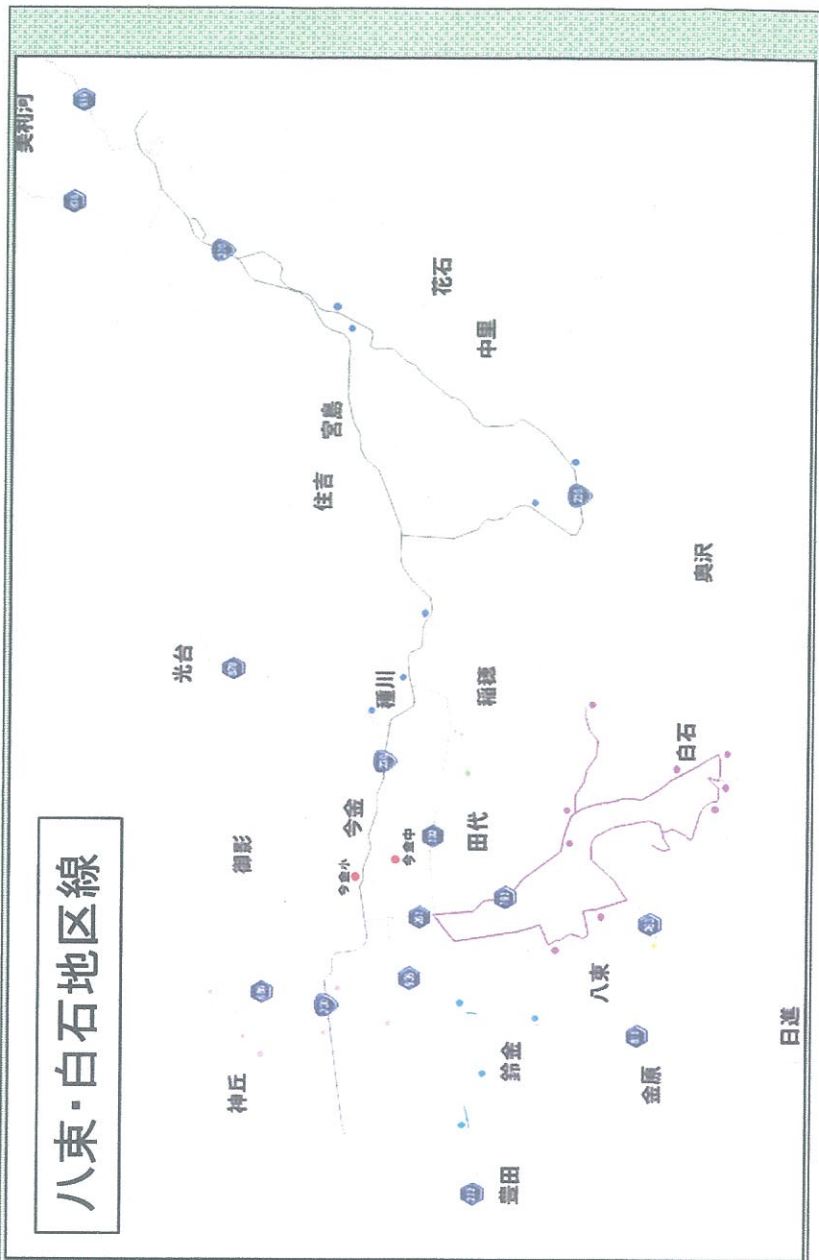 八束・白石地区線
美利河
花石
中里
宮島
住吉
光台
奥沢
種川
稲穂
230
今金
御影
今金小
今金中
田代
白石
神丘
八束
鈴金
金原
日進
豊田